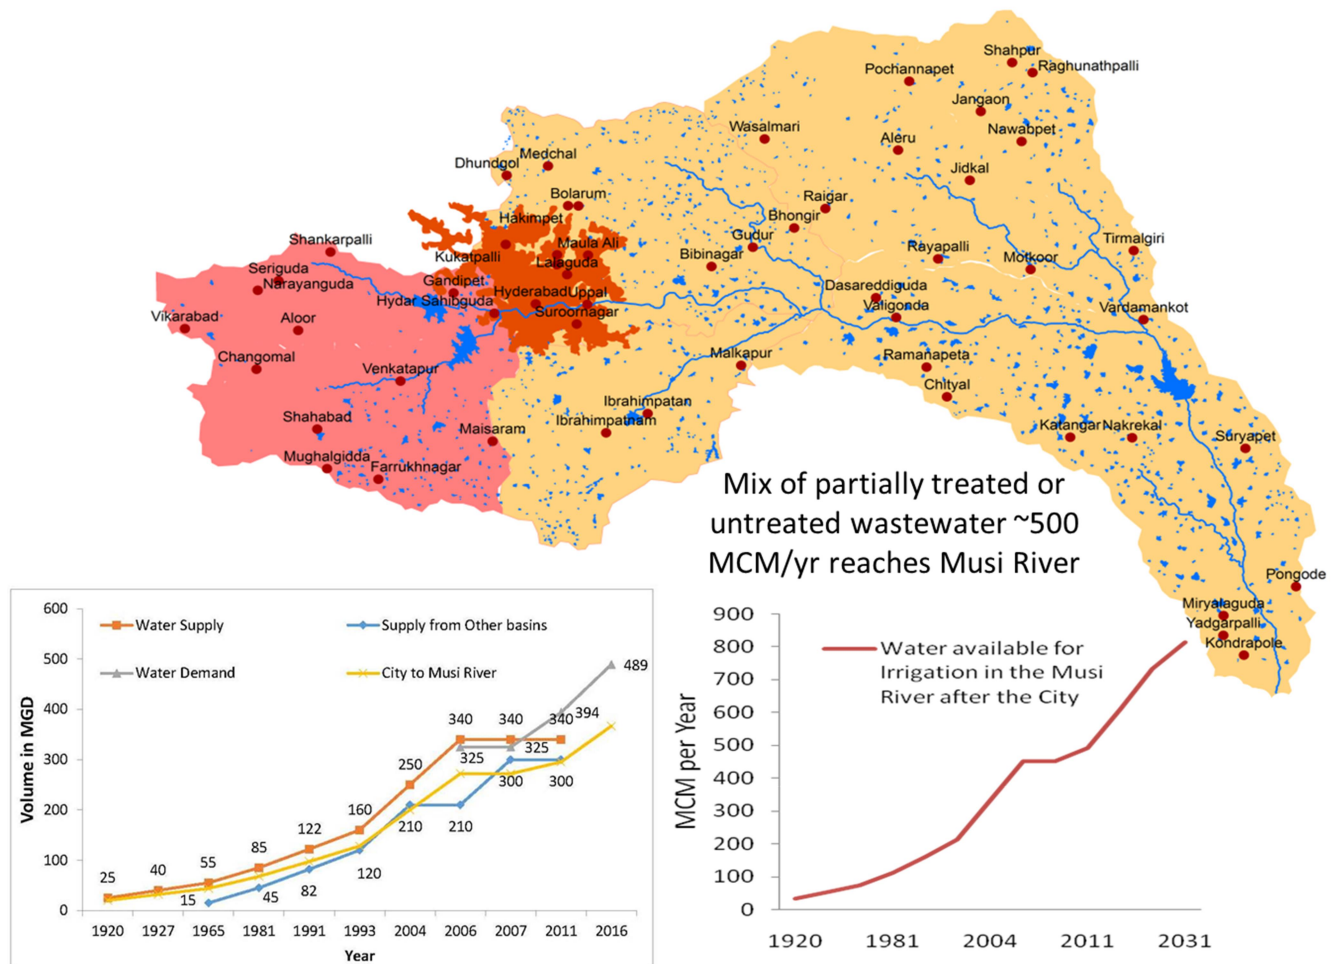 Shahpur
Raghunathpalli
Pochannapet
Jangaon
Nawabpet
Wasalmari
Aleru
Jidkal
Dhundgol
Medchal
Bolarum
Raigar
Hakimpet
Bhongir
Gudur
Shankarpalli
Kukatpalli
Maula Ali
Lalaguda
Bibinagar
Rayapalli
Motkoor
Tirmalgiri
Seriguda
Narayanguda
Gandipet
Hydar Sahibguda
Hyderabad
Uppal
Suroornagar
Dasareddiguda
Valigonda
Vardamankot
Vikarabad
Aloor
Changomal
Venkatapur
Malkapur
Ramanapeta
Chityal
Shahabad
Maisaram
Ibrahimpatan
Ibrahimpatnam
Katangar
Nakrekal
Suryapet
Mughalgidda
Farrukhnagar
Pongode
Miryalaguda
Yadgarpalli
Kondrapole
Mix of partially treated or
untreated wastewater ~500
MCM/yr reaches Musi River
Volume in MGD
600
500
400
300
200
100
0
Water Supply
Supply from Other basins
Water Demand
City to Musi River
25
40
55
85
122
160
250
340
340
340
489
394
325
325
300
300
210
210
120
82
45
15
1920 1927 1965 1981 1991 1993 2004 2006 2007 2011 2016
Year
MCM per Year
900
800
700
600
500
400
300
200
100
0
Water available for
Irrigation in the Musi
River after the City
1920 1981 2004 2011 2031